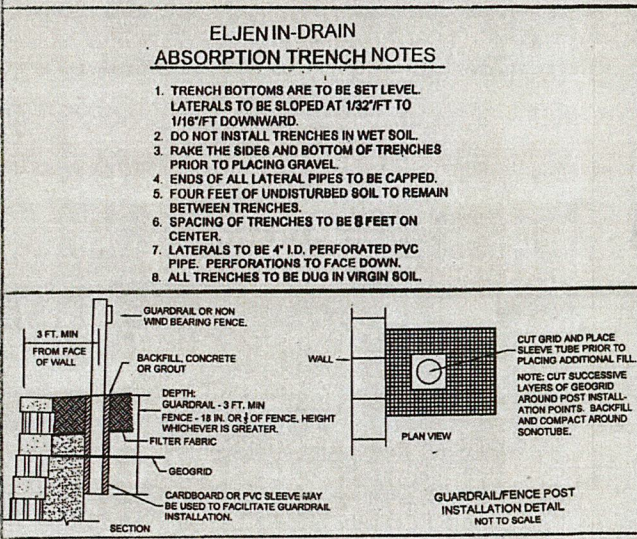 ELJEN IN-DRAIN
ABSORPTION TRENCH NOTES
1. TRENCH BOTTOMS ARE TO BE SET LEVEL.
LATERALS TO BE SLOPED AT 1/32"/FT TO
1/16"/FT DOWNWARD.
2. DO NOT INSTALL TRENCHES IN WET SOIL.
3. RAKE THE SIDES AND BOTTOM OF TRENCHES
PRIOR TO PLACING GRAVEL.
4. ENDS OF ALL LATERAL PIPES TO BE CAPPED.
5. FOUR FEET OF UNDISTURBED SOIL TO REMAIN
BETWEEN TRENCHES.
6. SPACING OF TRENCHES TO BE 8 FEET ON
CENTER.
7. LATERALS TO BE 4" I.D. PERFORATED PVC
PIPE. PERFORATIONS TO FACE DOWN.
8. ALL TRENCHES TO BE DUG IN VIRGIN SOIL.
3 FT. MIN
FROM FACE
OF WALL
GUARDRAIL OR NON
WIND BEARING FENCE.
BACKFILL, CONCRETE
OR GROUT
DEPTH:
GUARDRAIL - 3 FT. MIN
FENCE - 18 IN. OR OF FENCE, HEIGHT
WHICHEVER IS GREATER.
FILTER FABRIC
GEOGRID
CARDBOARD OR PVC SLEEVE MAY
BE USED TO FACILITATE GUARDRAIL
INSTALLATION.
SECTION
WALL
PLAN VIEW
CUT GRID AND PLACE
SLEEVE TUBE PRIOR TO
PLACING ADDITIONAL FILL.
NOTE: CUT SUCCESSIVE
LAYERS OF GEOGRID
AROUND POST INSTALL-
ATION POINTS. BACKFILL
AND COMPACT AROUND
SONOTUBE.
GUARDRAIL/FENCE POST
INSTALLATION DETAIL
NOT TO SCALE